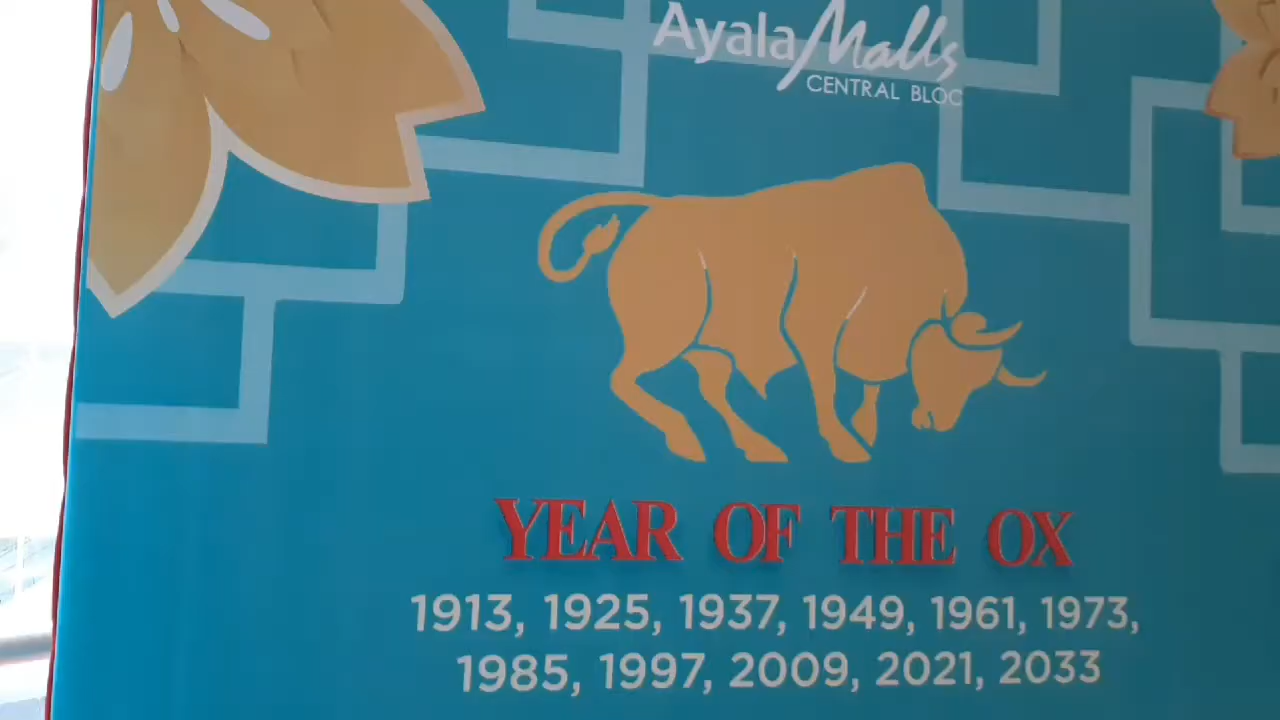 Ayala Malls
CENTRAL BLOC
YEAR OF THE OX
1913, 1925, 1937, 1949, 1961, 1973,
1985, 1997, 2009, 2021, 2033